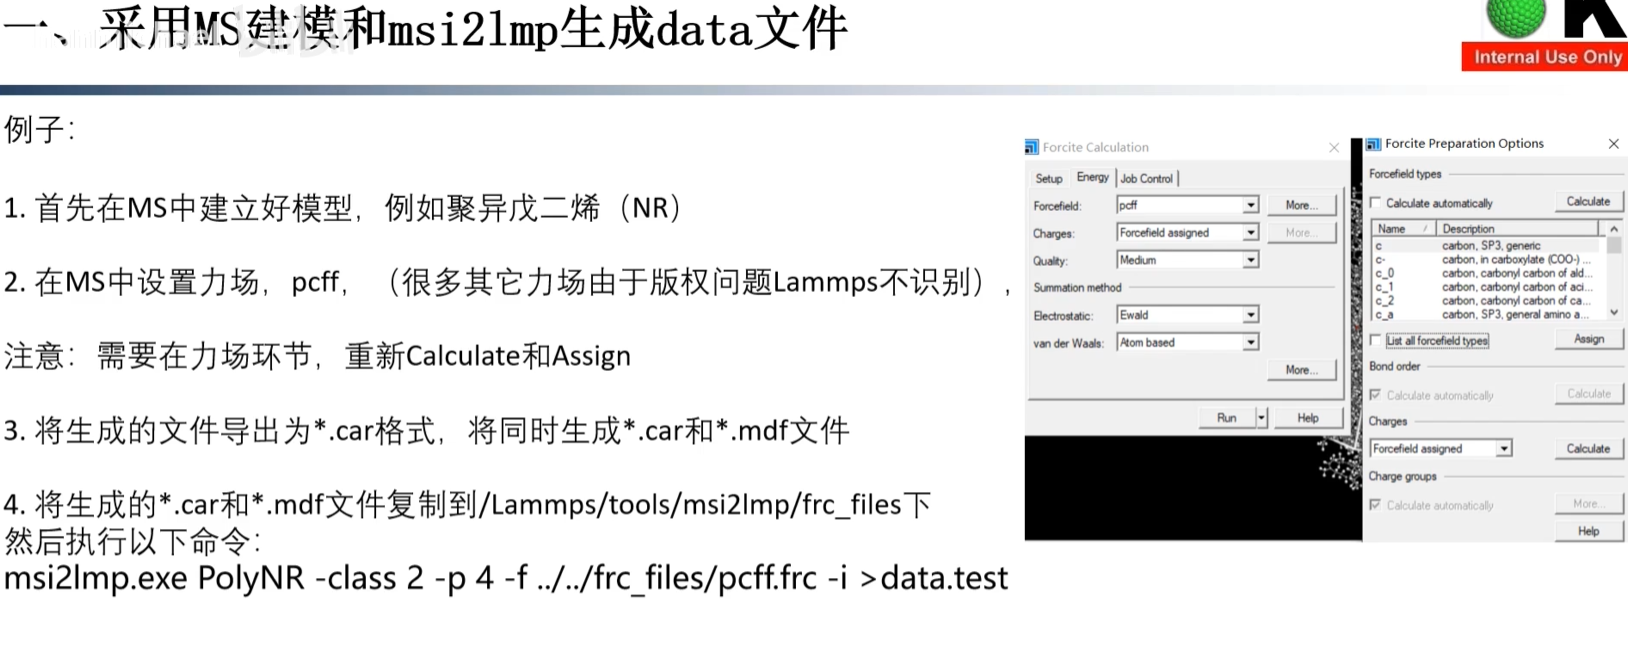 一、采用MS建模和msi2lmp生成data文件
Internal Use Only
例子：
1. 首先在MS中建立好模型，例如聚异戊二烯（NR）
2. 在MS中设置力场，pcff，（很多其它力场由于版权问题Lammps不识别），
注意：需要在力场环节，重新Calculate和Assign
3. 将生成的文件导出为*.car格式，将同时生成*.car和*.mdf文件
4. 将生成的*.car和*.mdf文件复制到/Lammps/tools/msi2lmp/frc_files下
然后执行以下命令：
msi2lmp.exe PolyNR -class 2 -p 4 -f ../../frc_files/pcff.frc -i >data.test
Forcite Calculation
Setup Energy Job Control
Forcefield: pcff More...
Charges: Forcefield assigned More...
Quality: Medium
Summation method
Electrostatic: Ewald
van der Waals: Atom based
More...
Run Help
Forcite Preparation Options
Forcefield types
Calculate automatically Calculate
Name / Description
c carbon, SP3, generic
c- carbon, in carboxylate (COO-) ...
c_0 carbon, carbonyl carbon of ald...
c_1 carbon, carbonyl carbon of aci...
c_2 carbon, carbonyl carbon of ca...
c_a carbon, SP3, general amino a...
List all forcefield types Assign
Bond order
Calculate automatically Calculate
Charges
Forcefield assigned Calculate
Charge groups
Calculate automatically More...
Help